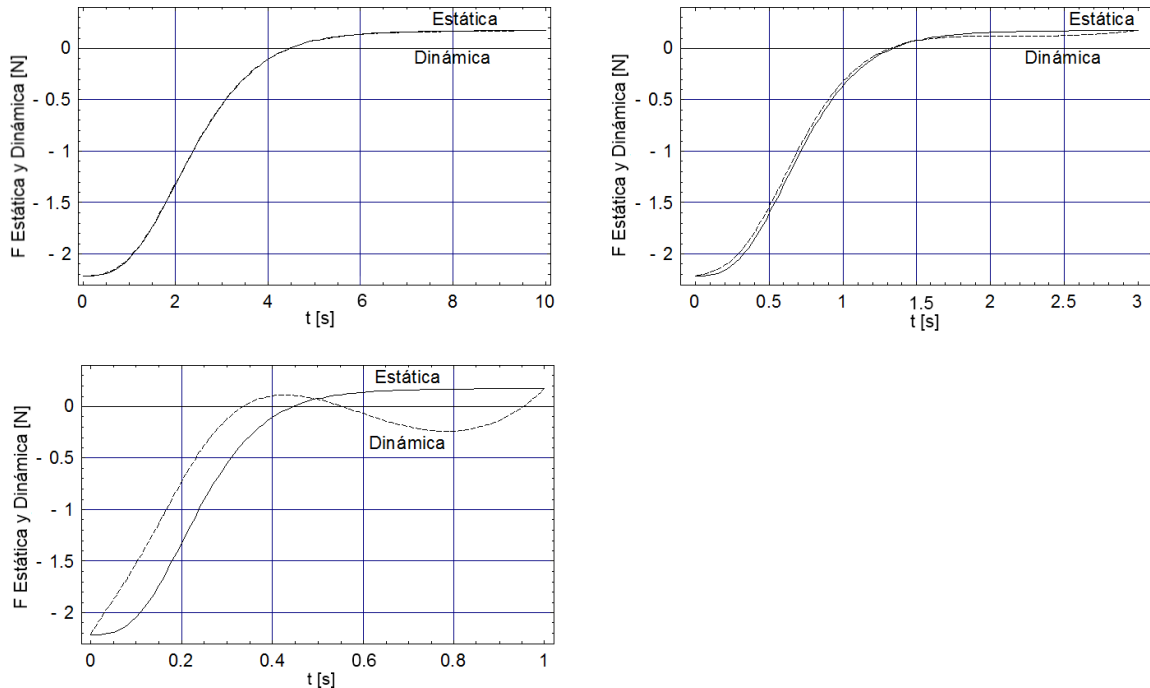 F Estática y Dinámica [N]
0
- 0.5
- 1
- 1.5
- 2
Estática
Dinámica
0
2
4
6
8
10
t [s]
F Estática y Dinámica [N]
0
- 0.5
- 1
- 1.5
- 2
Estática
Dinámica
0
0.5
1
1.5
2
2.5
3
t [s]
F Estática y Dinámica [N]
0
- 0.5
- 1
- 1.5
- 2
Estática
Dinámica
0
0.2
0.4
0.6
0.8
1
t [s]